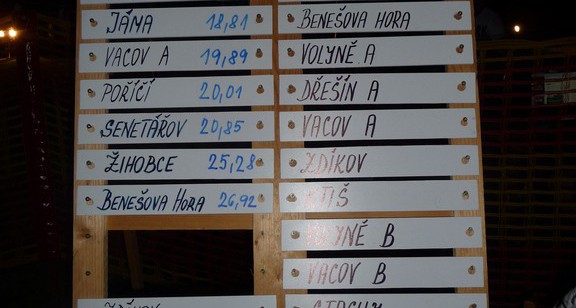 JÁMA 18,81
VACOV A 19,89
POŘÍČÍ 20,01
SENETÁŘOV 20,85
ŽIHOBCE 25,28
BENEŠOVA HORA 26,92
BENEŠOVA HORA
VOLYNĚ A
DŘEŠÍN A
VACOV A
ZDÍKOV
VOLYNĚ B
VACOV B